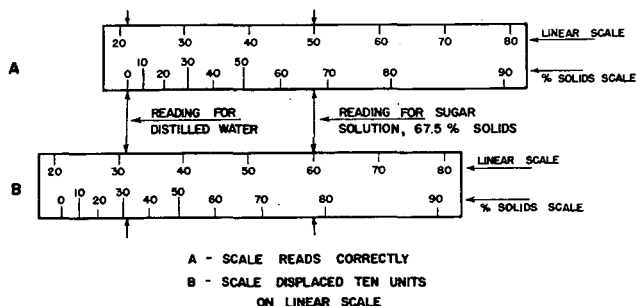 20 30 40 50 60 70 80 LINEAR SCALE
A
0 10 20 30 40 50 60 70 80 90 % SOLIDS SCALE
READING FOR DISTILLED WATER
READING FOR SUGAR SOLUTION, 67.5 % SOLIDS
20 30 40 50 60 70 80 LINEAR SCALE
B
0 10 20 30 40 50 60 70 80 90 % SOLIDS SCALE
A - SCALE READS CORRECTLY
B - SCALE DISPLACED TEN UNITS
ON LINEAR SCALE